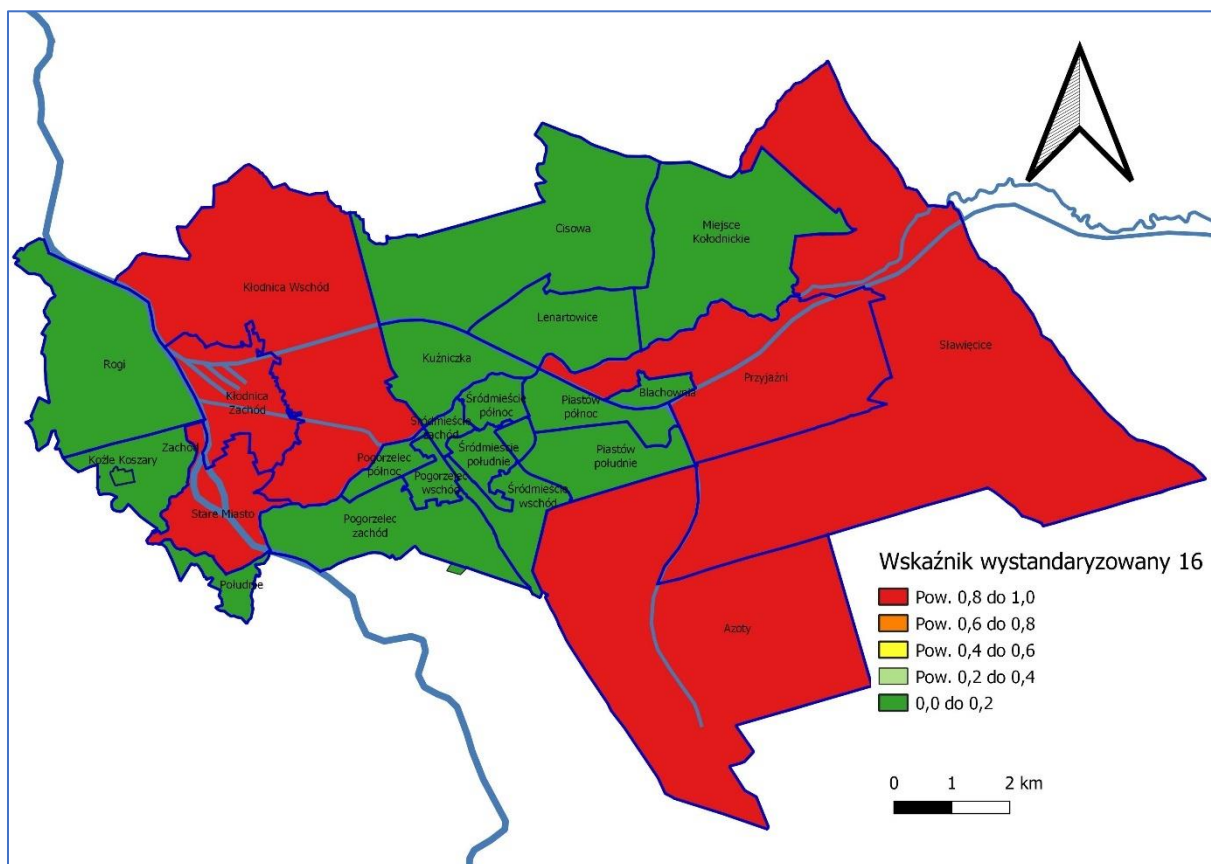 Cisowa
Miejsce
Kołodnickie
Kłodnica Wschód
Lenartowice
Sławięcice
Rogi
Kuźniczka
Przyjaźni
Blachownia
Kłodnica
Zachód
Śródmieście
północ
Piastów
północ
Śródmieście
zachód
Zachód
Śródmieście
południe
Piastów
południe
Koźle Koszary
Pogorzelec
północ
Pogorzelec
wschód
Śródmieście
wschód
Stare Miasto
Pogorzelec
zachód
Południe
Azoty
Wskaźnik wystandaryzowany 16
Pow. 0,8 do 1,0
Pow. 0,6 do 0,8
Pow. 0,4 do 0,6
Pow. 0,2 do 0,4
0,0 do 0,2
0 1 2 km